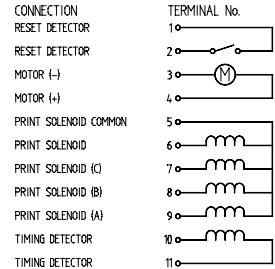 CONNECTION TERMINAL No.
RESET DETECTOR 1
RESET DETECTOR 2
MOTOR (-) 3 M
MOTOR (+) 4
PRINT SOLENOID COMMON 5
PRINT SOLENOID 6
PRINT SOLENOID (C) 7
PRINT SOLENOID (B) 8
PRINT SOLENOID (A) 9
TIMING DETECTOR 10
TIMING DETECTOR 11